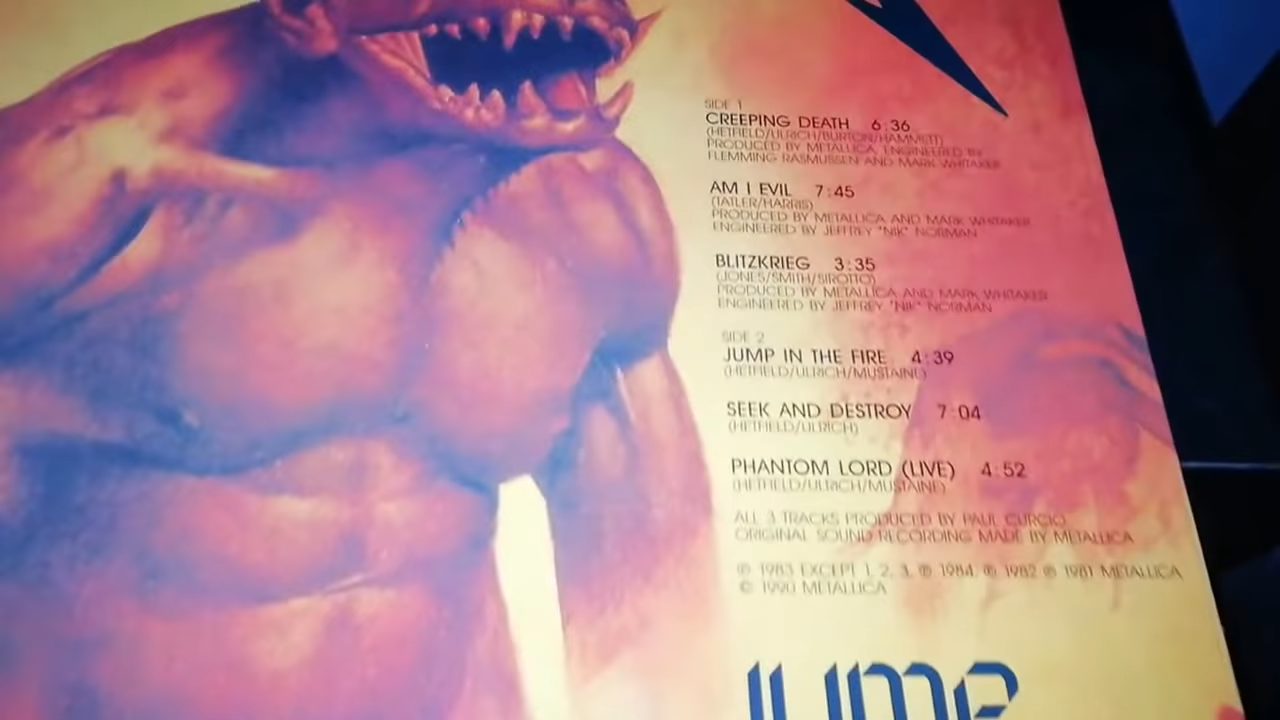 SIDE 1
CREEPING DEATH 6:36
(HETFIELD/ULRICH/BURTON/HAMMETT)
PRODUCED BY METALLICA, ENGINEERED BY
FLEMMING RASMUSSEN AND MARK WHITAKER
AM I EVIL 7:45
(TATLER/HARRIS)
PRODUCED BY METALLICA AND MARK WHITAKER
ENGINEERED BY JEFFREY "NIK" NORMAN
BLITZKRIEG 3:35
(JONES/SMITH/SIROTTO)
PRODUCED BY METALLICA AND MARK WHITAKER
ENGINEERED BY JEFFREY "NIK" NORMAN
SIDE 2
JUMP IN THE FIRE 4:39
(HETFIELD/ULRICH/MUSTAINE)
SEEK AND DESTROY 7:04
(HETFIELD/ULRICH)
PHANTOM LORD (LIVE) 4:52
(HETFIELD/ULRICH/MUSTAINE)
ALL 3 TRACKS PRODUCED BY PAUL CURCIO
ORIGINAL SOUND RECORDING MADE BY METALLICA
℗ 1983 EXCEPT 1, 2, 3, ℗ 1984, ℗ 1982 ℗ 1981 METALLICA
© 1990 METALLICA
JUMP